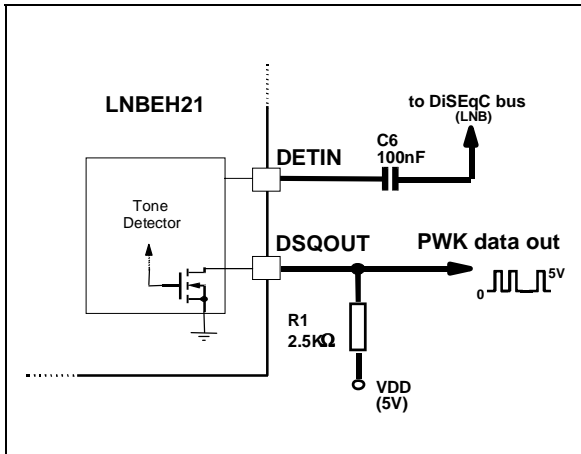 LNBEH21
to DiSEqC bus
(LNB)
DETIN
C6
100nF
Tone
Detector
DSQOUT
PWK data out
0
5V
R1
2.5KΩ
VDD
(5V)